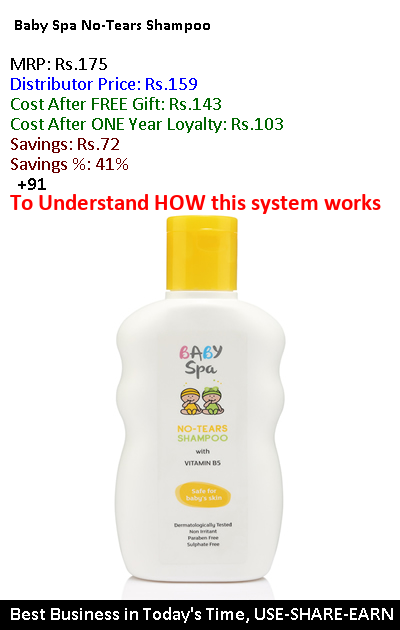 Baby Spa No-Tears Shampoo
MRP: Rs.175
Distributor Price: Rs.159
Cost After FREE Gift: Rs.143
Cost After ONE Year Loyalty: Rs.103
Savings: Rs.72
Savings %: 41%
+91
To Understand HOW this system works
BABY
Spa
NO-TEARS
SHAMPOO
with
VITAMIN B5
Safe for
baby's skin
Dermatologically Tested
Non Irritant
Paraben Free
Sulphate Free
Best Business in Today's Time, USE-SHARE-EARN